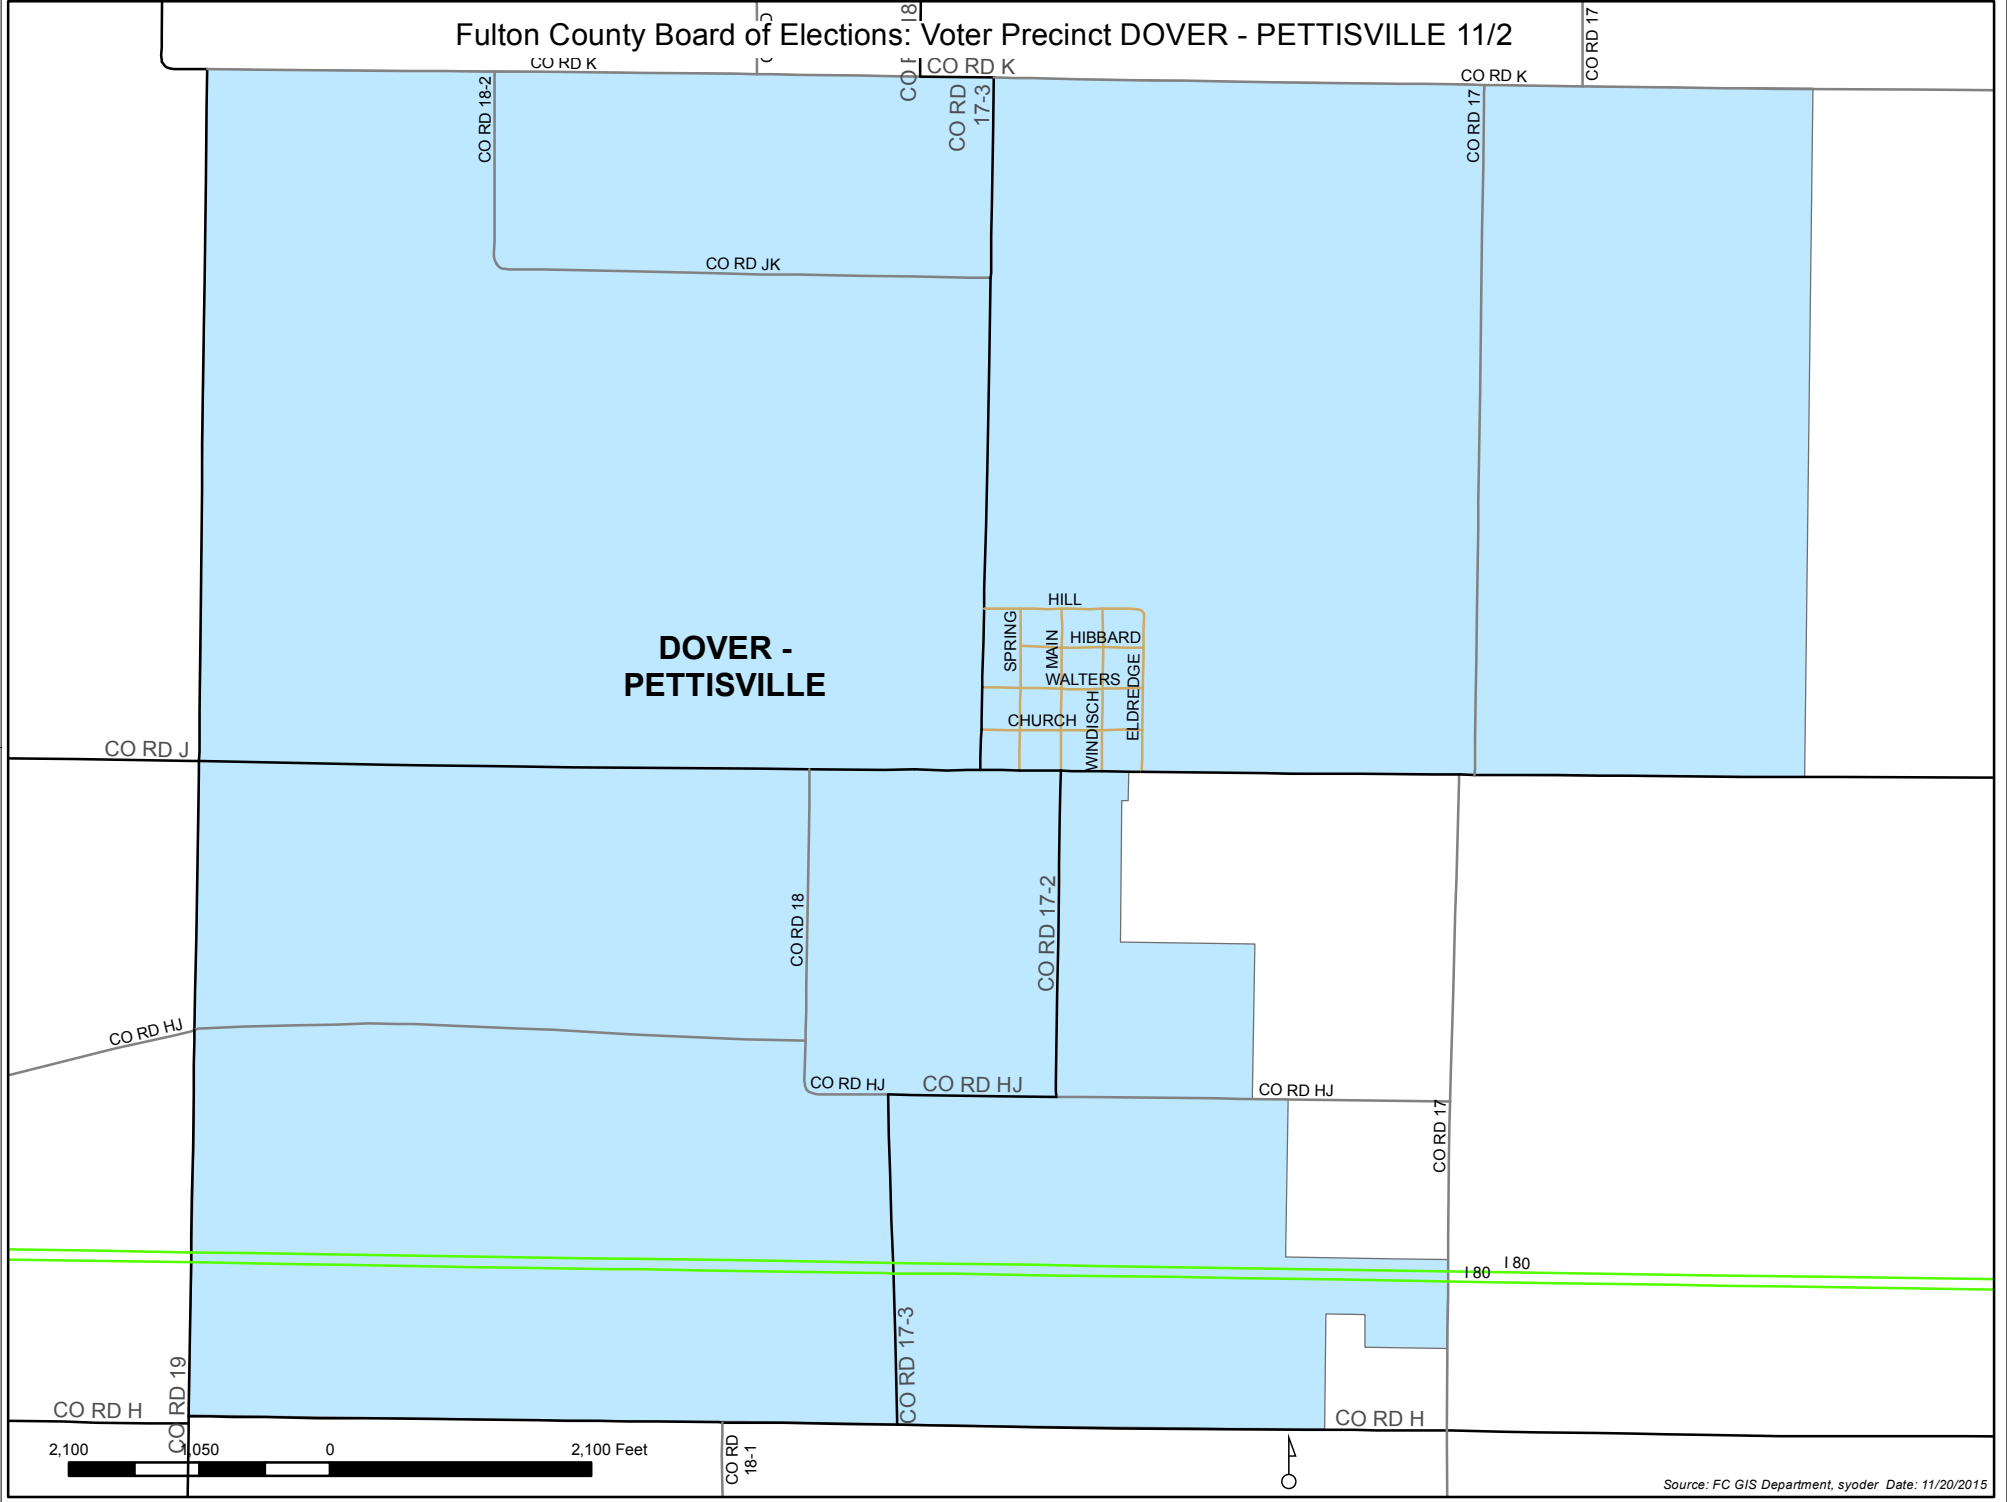 Fulton County Board of Elections: Voter Precinct DOVER - PETTISVILLE 11/2
CO RD 17
CO RD K
CO RD K
CO RD K
CO RD 18-2
CO RD
17-3
CO RD 17
CO RD JK
HILL
SPRING
MAIN
HIBBARD
WALTERS
ELDREDGE
CHURCH
WINDISCH
DOVER -
PETTISVILLE
CO RD J
CO RD 18
CO RD 17-2
CO RD HJ
CO RD HJ
CO RD HJ
CO RD HJ
CO RD 17
I 80
I 80
CO RD 17-3
CO RD 19
CO RD H
CO RD H
CO RD
18-1
2,100
1,050
0
2,100 Feet
Source: FC GIS Department, syoder Date: 11/20/2015